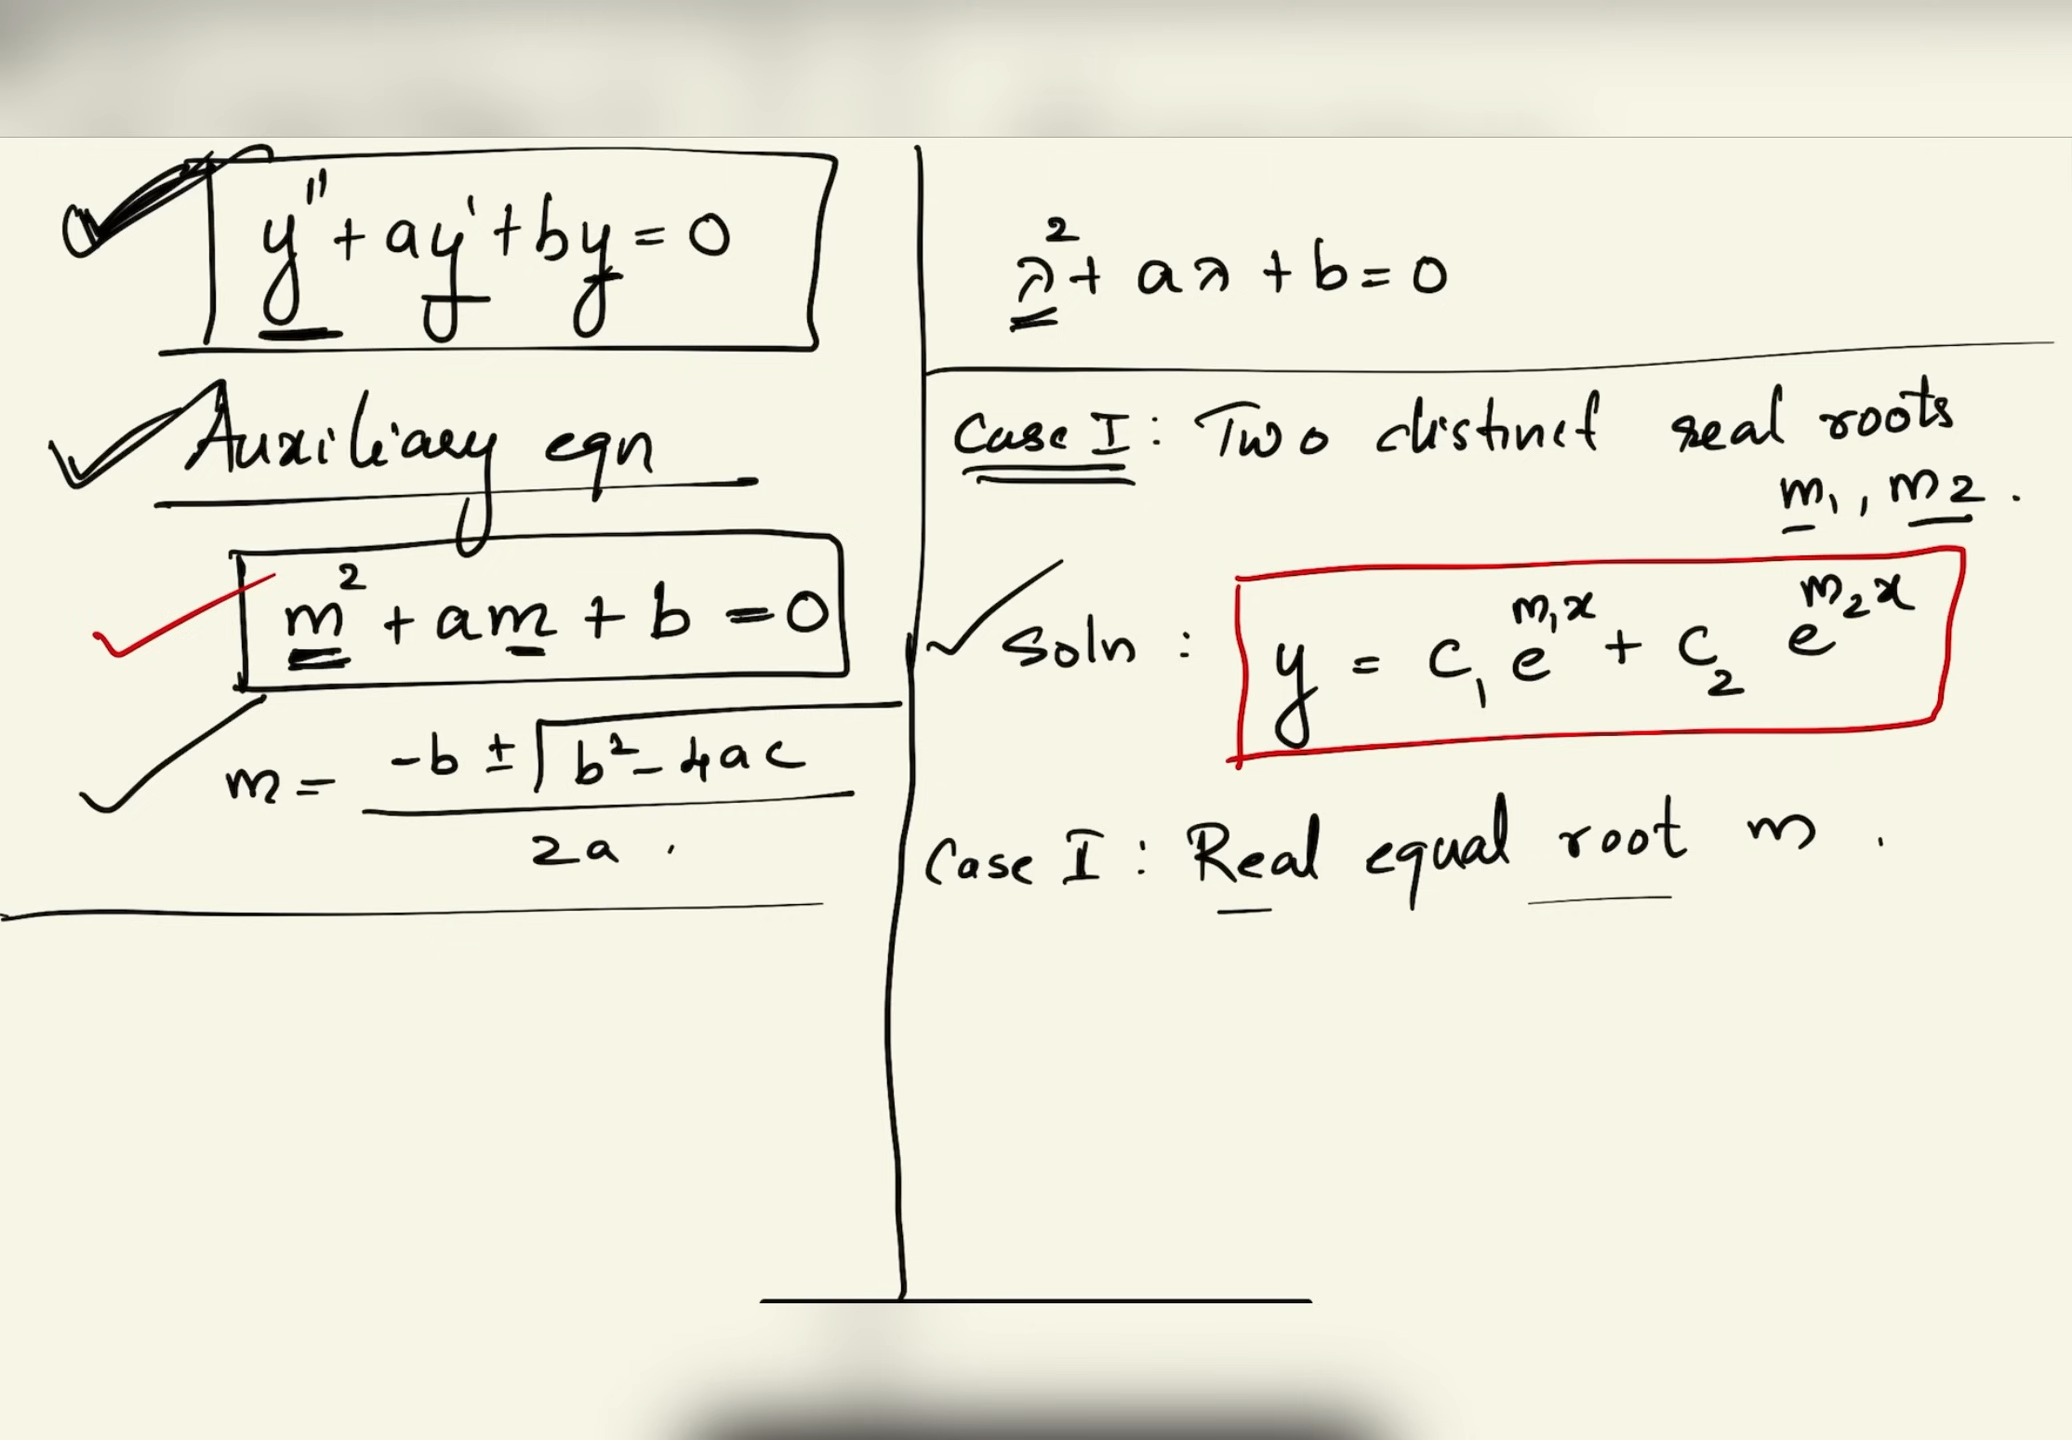 y'' + ay' + by = 0
Auxiliary eqn
m² + am + b = 0
m = -b ± √(b² - 4ac) / 2a .
λ² + aλ + b = 0
Case I : Two distinct real roots
m₁ , m₂ .
Soln : y = c₁ e^(m₁x) + c₂ e^(m₂x)
Case I : Real equal root m .